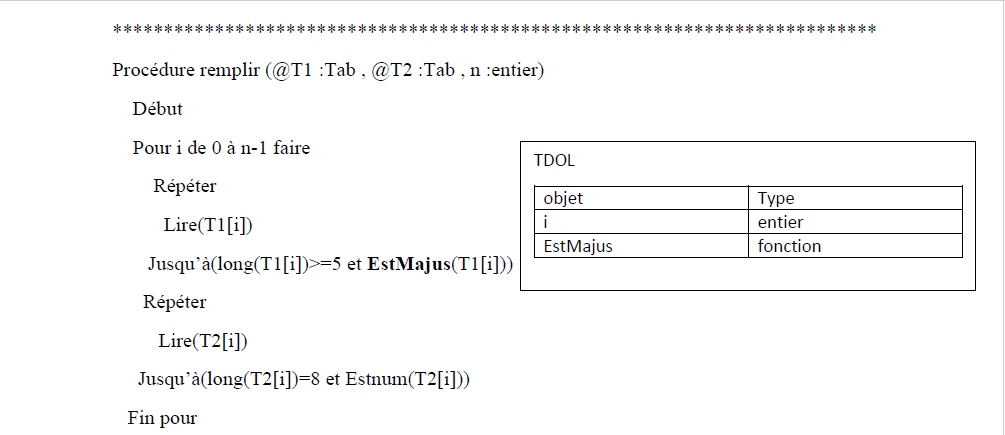 ***************************************************************************
Procédure remplir (@T1 :Tab , @T2 :Tab , n :entier)
Début
Pour i de 0 à n-1 faire
Répéter
Lire(T1[i])
Jusqu’à(long(T1[i])>=5 et EstMajus(T1[i]))
Répéter
Lire(T2[i])
Jusqu’à(long(T2[i])=8 et Estnum(T2[i]))
Fin pour
TDOL
objet Type
i entier
EstMajus fonction